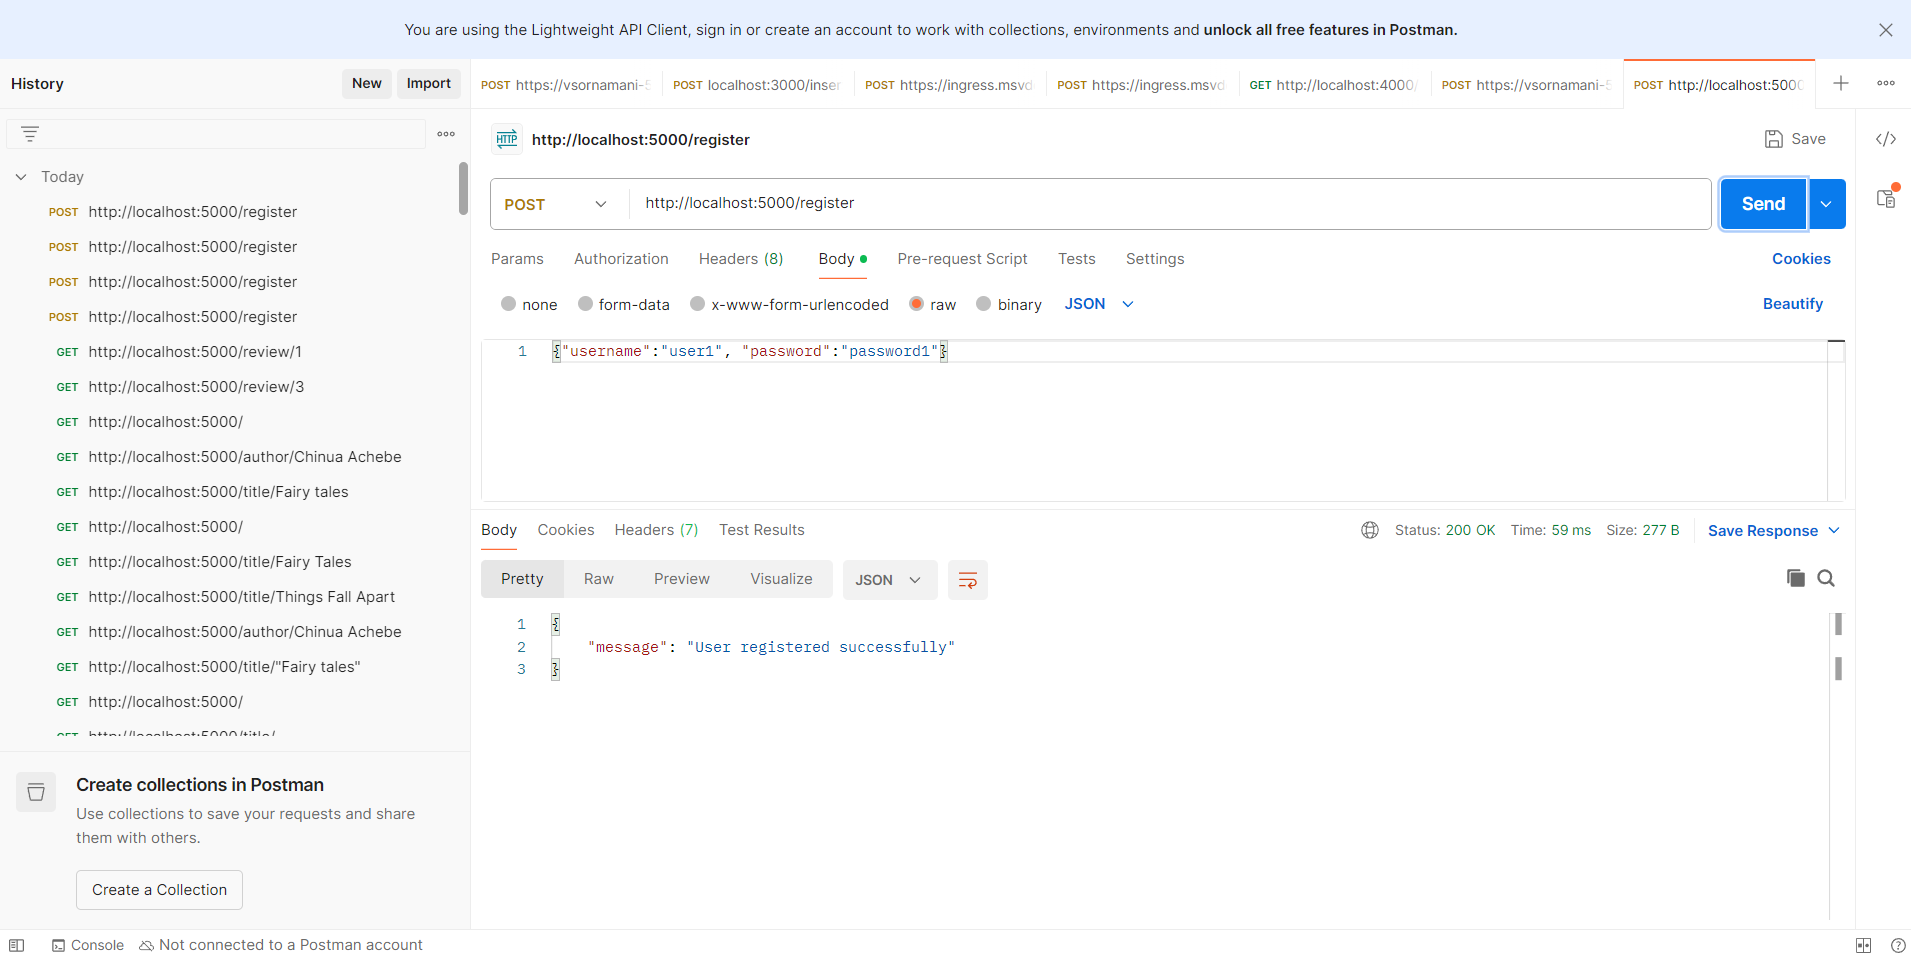 You are using the Lightweight API Client, sign in or create an account to work with collections, environments and unlock all free features in Postman.
History
New
Import
POST https://vsornamani-5
POST localhost:3000/inser
POST https://ingress.msvd
POST https://ingress.msvd
GET http://localhost:4000/
POST https://vsornamani-5
POST http://localhost:5000
HTTP http://localhost:5000/register
Save
Today
POST http://localhost:5000/register
POST http://localhost:5000/register
POST http://localhost:5000/register
POST http://localhost:5000/register
GET http://localhost:5000/review/1
GET http://localhost:5000/review/3
GET http://localhost:5000/
GET http://localhost:5000/author/Chinua Achebe
GET http://localhost:5000/title/Fairy tales
GET http://localhost:5000/
GET http://localhost:5000/title/Fairy Tales
GET http://localhost:5000/title/Things Fall Apart
GET http://localhost:5000/author/Chinua Achebe
GET http://localhost:5000/title/"Fairy tales"
GET http://localhost:5000/
GET http://localhost:5000/title/
Create collections in Postman
Use collections to save your requests and share
them with others.
Create a Collection
POST http://localhost:5000/register
Send
Params Authorization Headers (8) Body Pre-request Script Tests Settings Cookies
none form-data x-www-form-urlencoded raw binary JSON Beautify
1 {"username":"user1", "password":"password1"}
Body Cookies Headers (7) Test Results Status: 200 OK Time: 59 ms Size: 277 B Save Response
Pretty Raw Preview Visualize JSON
1 {
2 "message": "User registered successfully"
3 }
Console Not connected to a Postman account